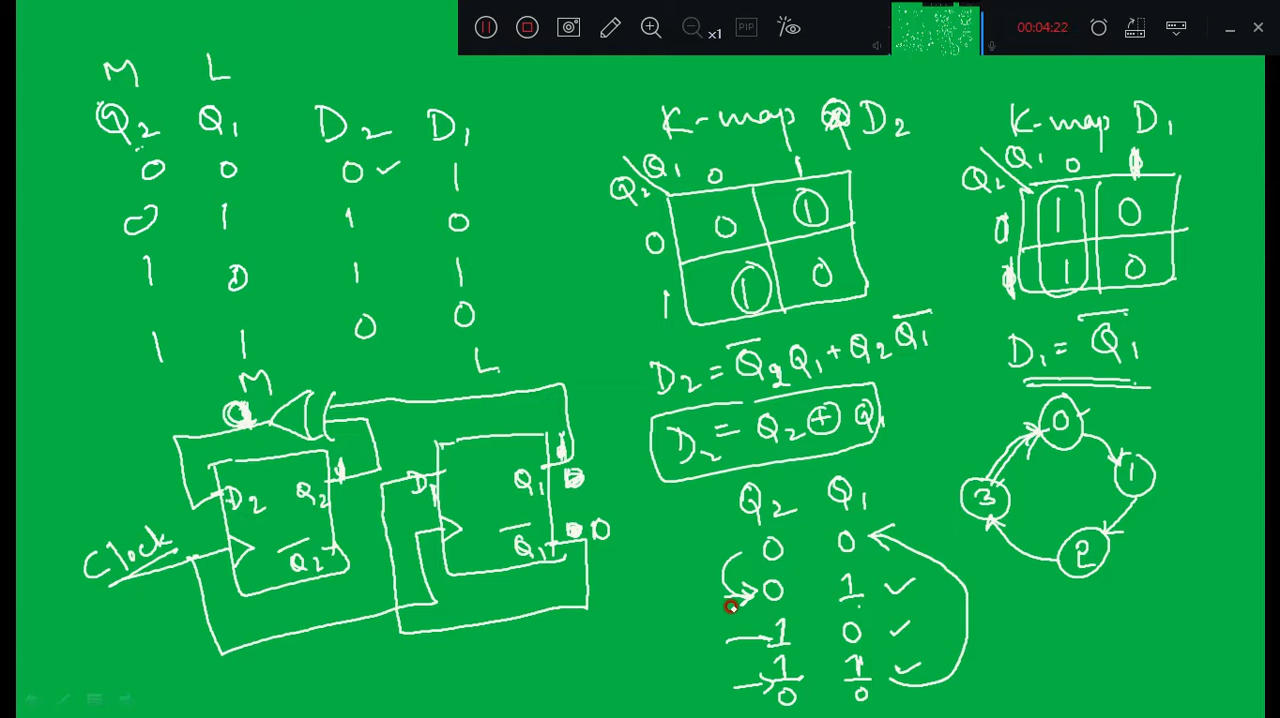 x1 PIP 00:04:22
M L
Q2 Q1 D2 D1
0 0 0 ✓ 1
0 1 1 0
1 0 1 1
1 1 0 0
K-map D2
Q1
Q2 0 1
0 0 1
1 1 0
D2 = Q̅2Q1 + Q2Q̅1
D2 = Q2 ⊕ Q1
K-map D1
Q1
Q2 0 1
0 1 0
1 1 0
D1 = Q̅1
M L
D2 Q2
Q̅2
Clock
D1 Q1
Q̅1 0
Q2 Q1
0 0
0 1 ✓
1 0 ✓
1 1 ✓
0 0
0
1
2
3